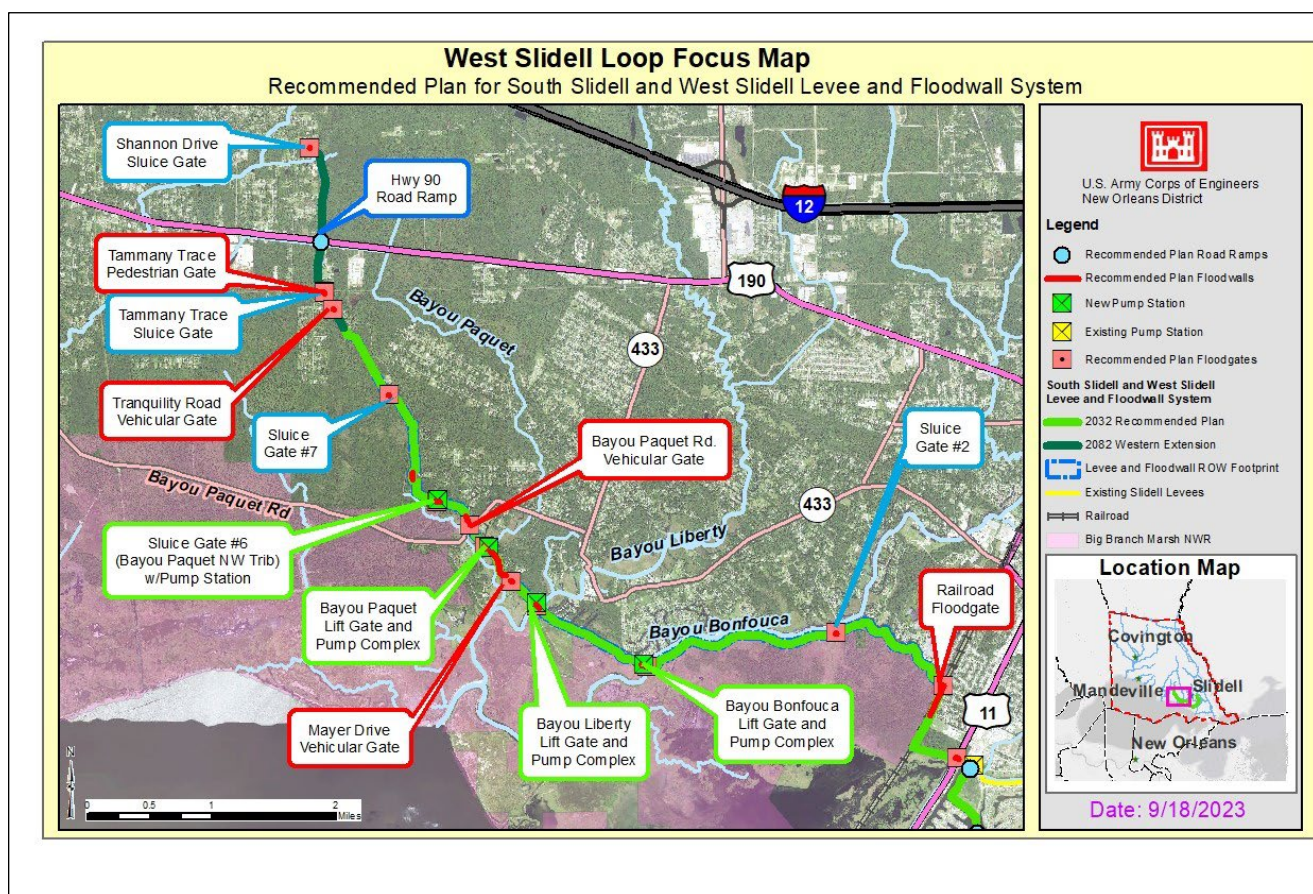 West Slidell Loop Focus Map
Recommended Plan for South Slidell and West Slidell Levee and Floodwall System
Shannon Drive
Sluice Gate
Hwy 90
Road Ramp
12
Tammany Trace
Pedestrian Gate
190
Tammany Trace
Sluice Gate
Bayou Paquet
433
Tranquility Road
Vehicular Gate
Sluice
Gate #7
Bayou Paquet Rd.
Vehicular Gate
Sluice
Gate #2
Bayou Paquet Rd
433
Bayou Liberty
Sluice Gate #6
(Bayou Paquet NW Trib)
w/Pump Station
Railroad
Floodgate
Bayou Paquet
Lift Gate and
Pump Complex
Bayou Bonfouca
11
Mayer Drive
Vehicular Gate
Bayou Liberty
Lift Gate and
Pump Complex
Bayou Bonfouca
Lift Gate and
Pump Complex
N
0 0.5 1 2
Miles
U.S. Army Corps of Engineers
New Orleans District
Legend
Recommended Plan Road Ramps
Recommended Plan Floodwalls
New Pump Station
Existing Pump Station
Recommended Plan Floodgates
South Slidell and West Slidell
Levee and Floodwall System
2032 Recommended Plan
2082 Western Extension
Levee and Floodwall ROW Footprint
Existing Slidell Levees
Railroad
Big Branch Marsh NWR
Location Map
Covington
Mandeville
Slidell
New Orleans
Date: 9/18/2023